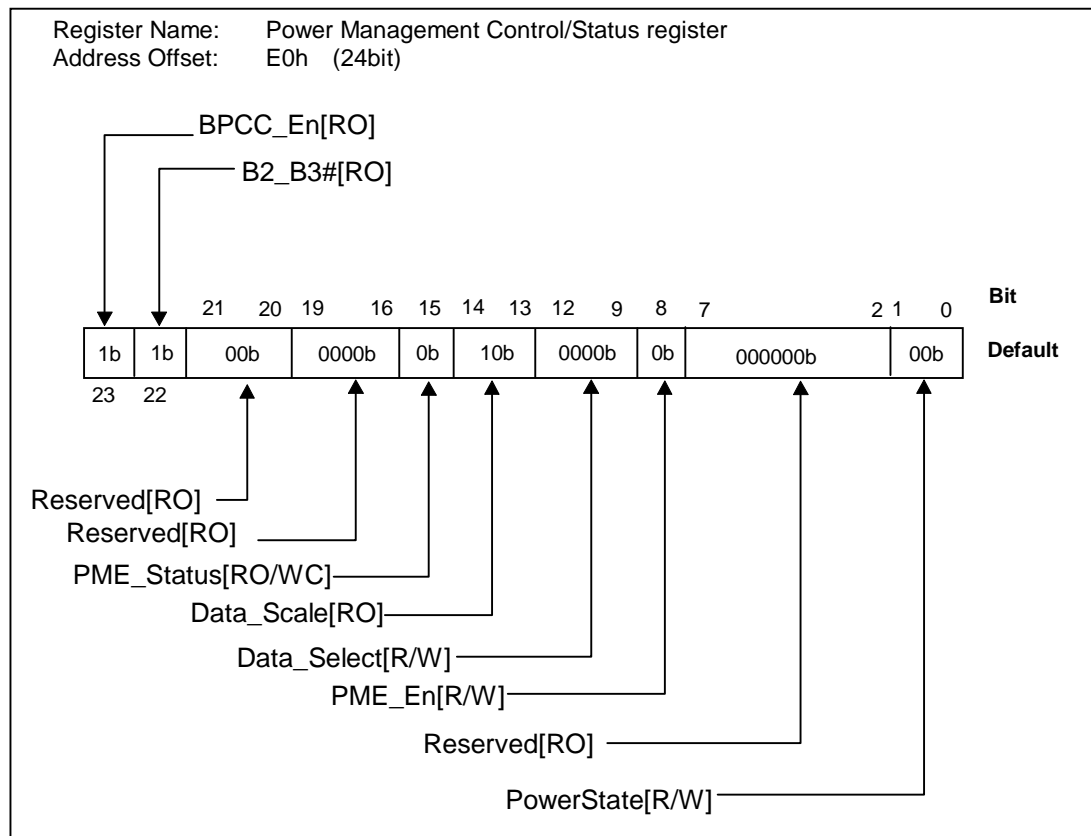 Register Name: Power Management Control/Status register
Address Offset: E0h (24bit)
BPCC_En[RO]
B2_B3#[RO]
21 20 19 16 15 14 13 12 9 8 7 2 1 0 Bit
1b 1b 00b 0000b 0b 10b 0000b 0b 000000b 00b Default
23 22
Reserved[RO]
Reserved[RO]
PME_Status[RO/WC]
Data_Scale[RO]
Data_Select[R/W]
PME_En[R/W]
Reserved[RO]
PowerState[R/W]